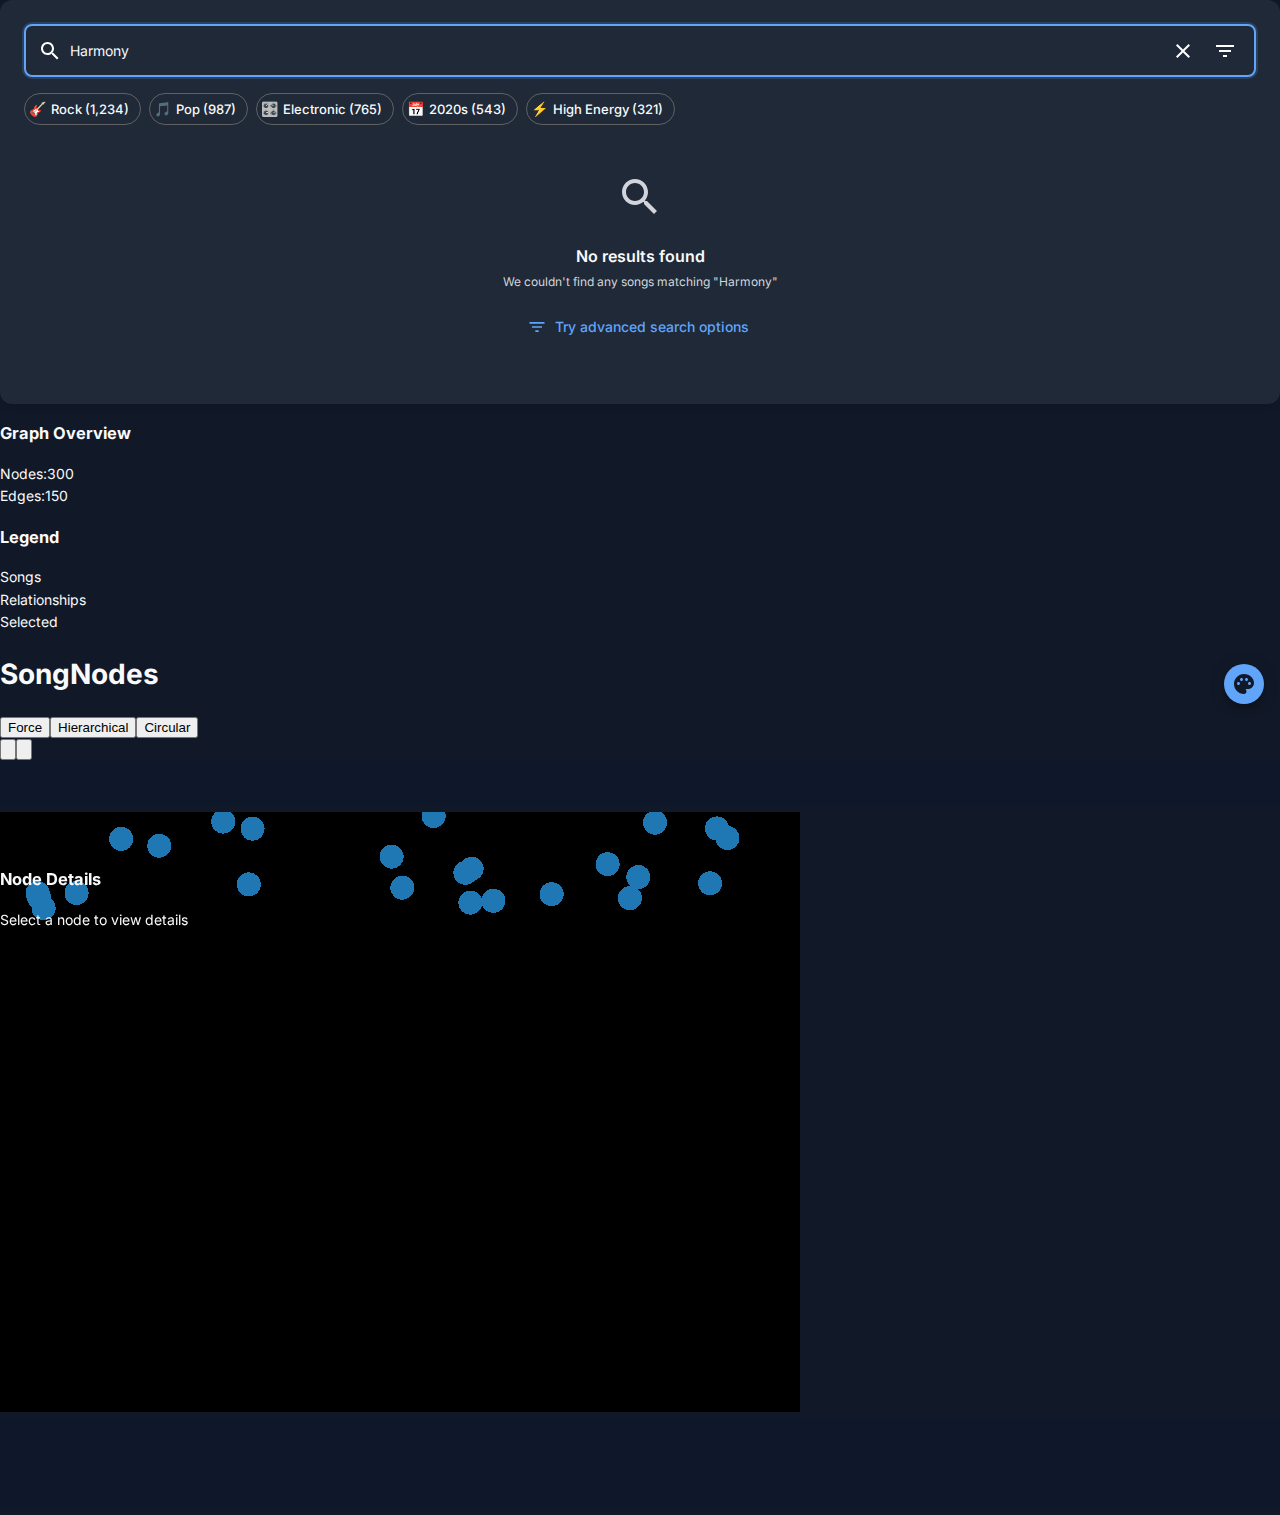 Harmony
🎸 Rock (1,234) 🎵 Pop (987) 🎛️ Electronic (765) 📅 2020s (543) ⚡ High Energy (321)
No results found
We couldn't find any songs matching "Harmony"
Try advanced search options
Graph Overview
Nodes:300
Edges:150
Legend
Songs
Relationships
Selected
SongNodes
Force Hierarchical Circular
Node Details
Select a node to view details